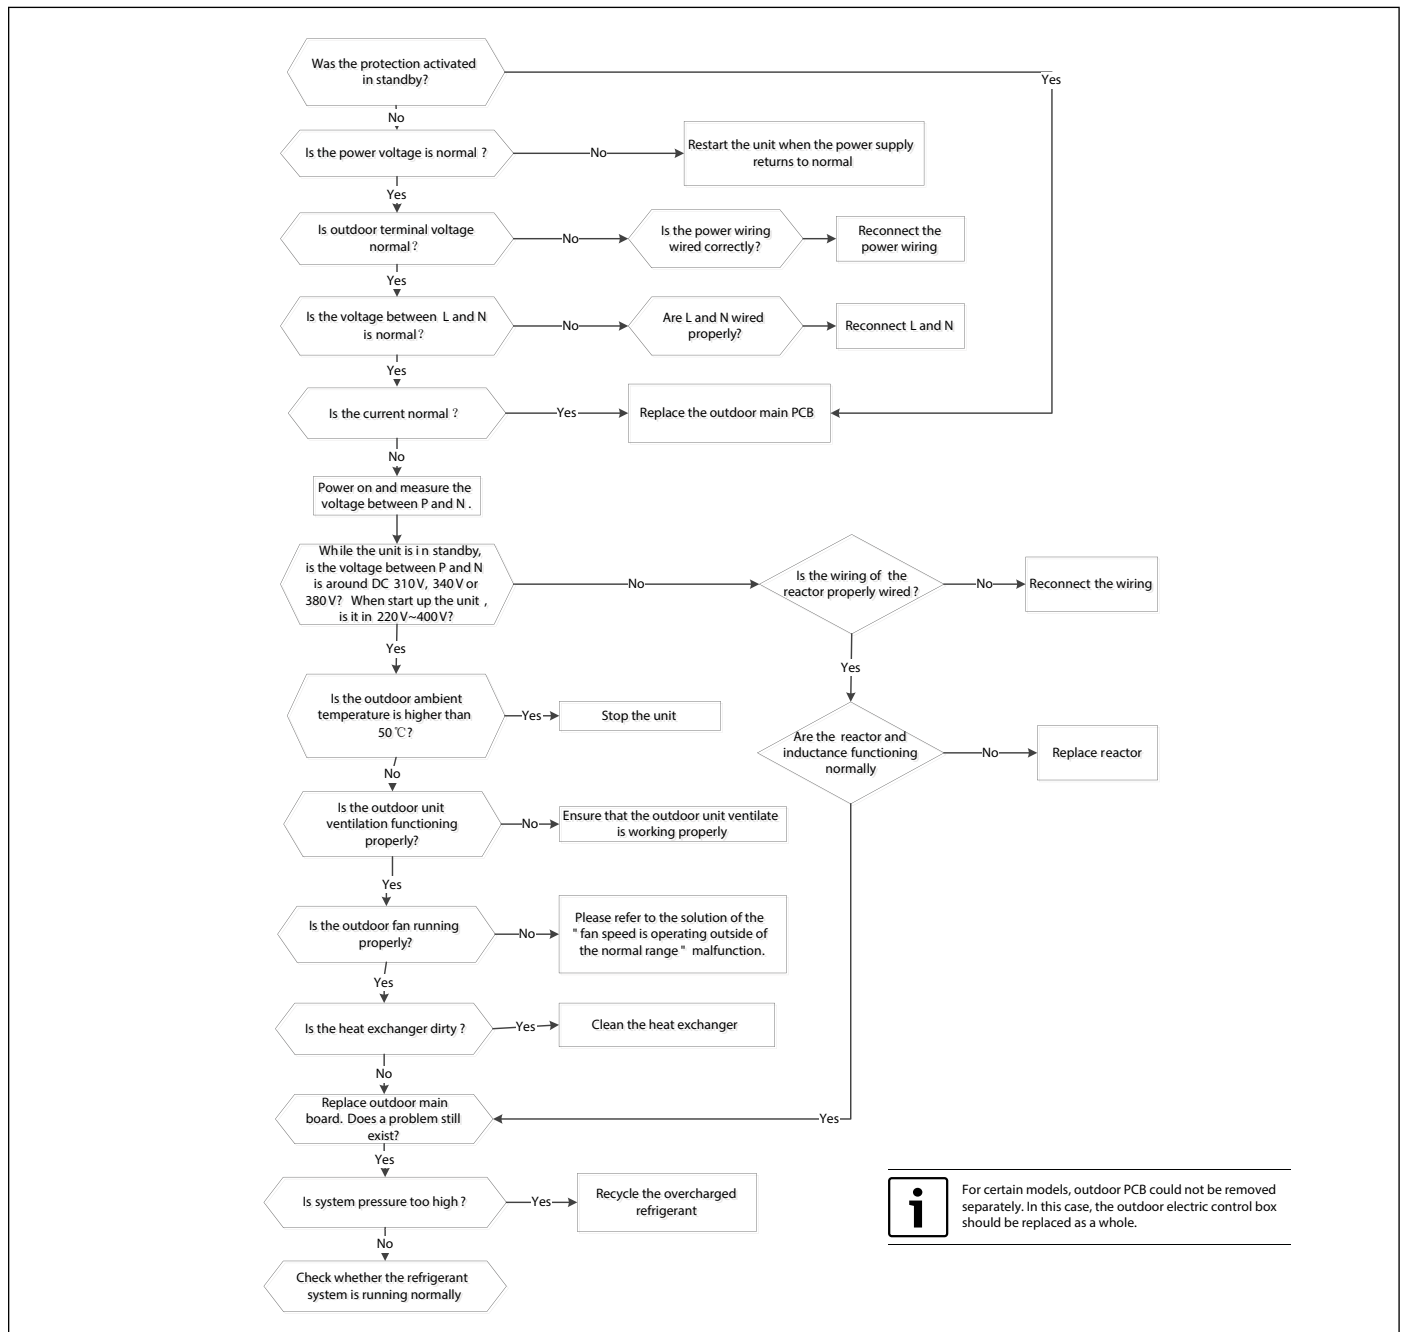 Was the protection activated
in standby?
Yes
No
Is the power voltage is normal ?
No
Restart the unit when the power supply
returns to normal
Yes
Is outdoor terminal voltage
normal ?
No
Is the power wiring
wired correctly?
Reconnect the
power wiring
Yes
Is the voltage between L and N
is normal ?
No
Are L and N wired
properly?
Reconnect L and N
Yes
Is the current normal ?
Yes
Replace the outdoor main PCB
No
Power on and measure the
voltage between P and N .
While the unit is i n standby,
is the voltage between P and N
is around DC 310 V, 340 V or
380 V? When start up the unit ,
is it in 220 V~400 V?
No
Is the wiring of the
reactor properly wired ?
No
Reconnect the wiring
Yes
Yes
Is the outdoor ambient
temperature is higher than
50 ℃?
Yes
Stop the unit
Are the reactor and
inductance functioning
normally
No
Replace reactor
No
Is the outdoor unit
ventilation functioning
properly?
No
Ensure that the outdoor unit ventilate
is working properly
Yes
Is the outdoor fan running
properly?
No
Please refer to the solution of the
" fan speed is operating outside of
the normal range " malfunction.
Yes
Is the heat exchanger dirty ?
Yes
Clean the heat exchanger
No
Replace outdoor main
board. Does a problem still
exist?
Yes
Yes
Is system pressure too high ?
Yes
Recycle the overcharged
refrigerant
No
Check whether the refrigerant
system is running normally
i
For certain models, outdoor PCB could not be removed
separately. In this case, the outdoor electric control box
should be replaced as a whole.